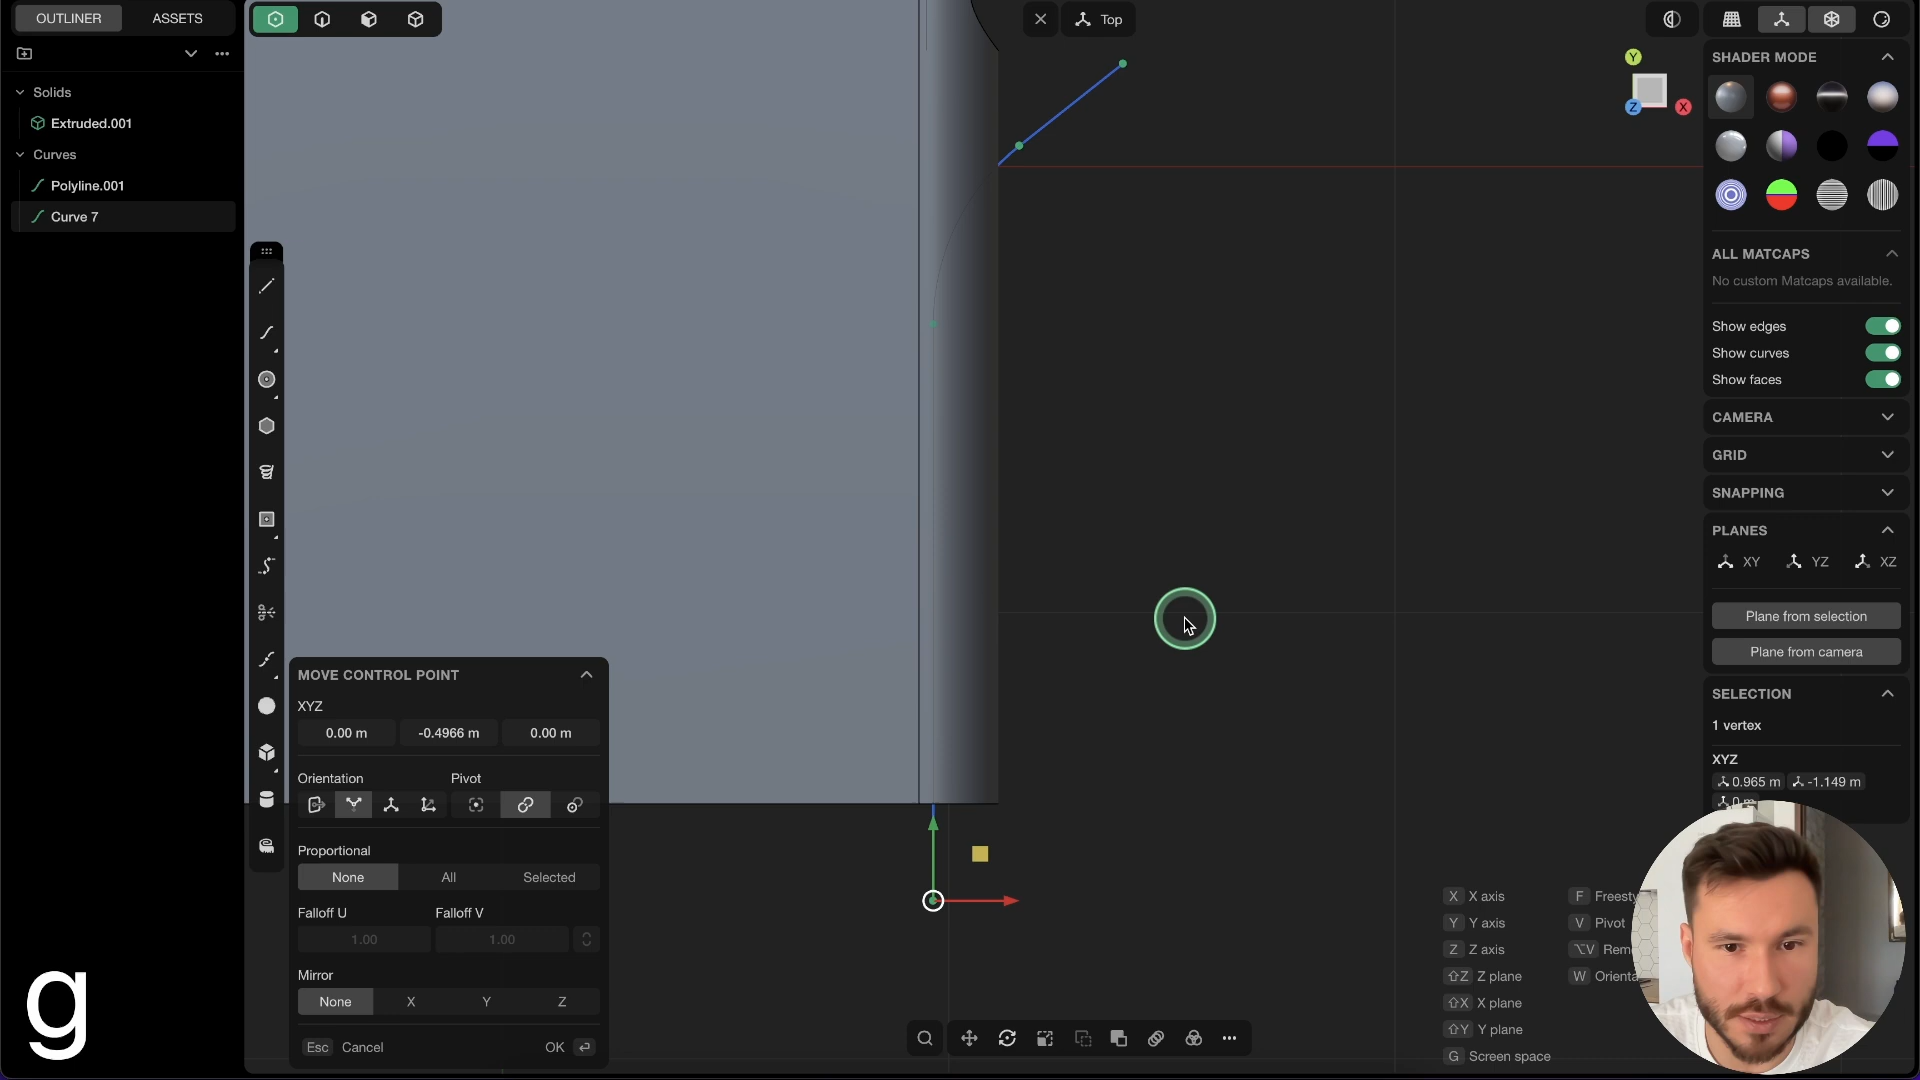 OUTLINER
ASSETS
Solids
Extruded.001
Curves
Polyline.001
Curve 7
Top
Y
Z
X
SHADER MODE
ALL MATCAPS
No custom Matcaps available.
Show edges
Show curves
Show faces
CAMERA
GRID
SNAPPING
PLANES
XY
YZ
XZ
Plane from selection
Plane from camera
SELECTION
1 vertex
XYZ
0.965 m
-1.149 m
MOVE CONTROL POINT
XYZ
0.00 m
-0.4966 m
0.00 m
Orientation
Pivot
Proportional
None
All
Selected
Falloff U
Falloff V
1.00
1.00
Mirror
None
X
Y
Z
Esc Cancel
OK
X X axis
F Freesty
Y Y axis
V Pivot
Z Z axis
⌥V Rem
⇧Z Z plane
W Orienta
⇧X X plane
⇧Y Y plane
G Screen space
g